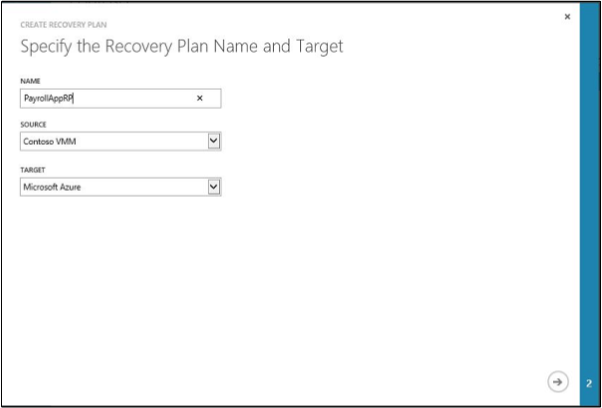 CREATE RECOVERY PLAN
Specify the Recovery Plan Name and Target
NAME
PayrollAppRP
SOURCE
Contoso VMM
TARGET
Microsoft Azure
2